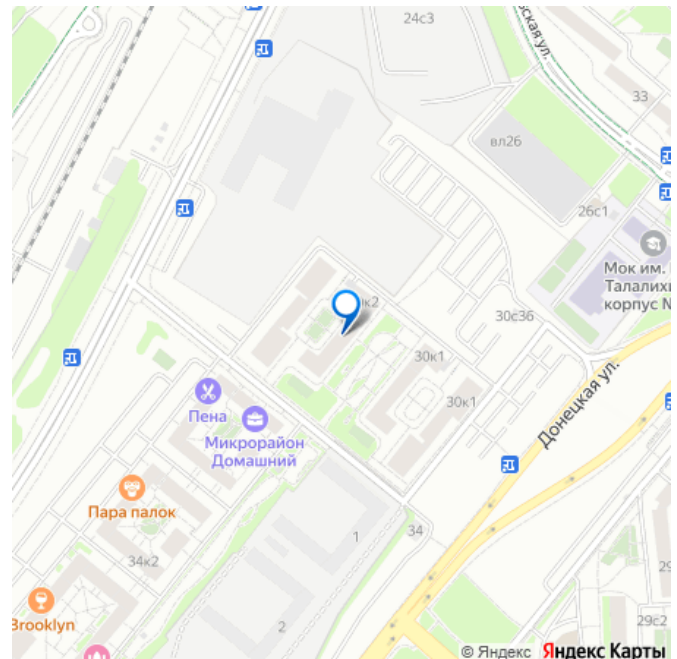 24с3
ская ул.
33
вл26
26с1
Мок им.
Талалих
корпус №
к2
30с36
30к1
30к1
Донецкая ул.
Пена
Микрорайон
Домашний
Пара палок
34
1
34к2
29
Brooklyn
2
29с2
© Яндекс Яндекс Карты